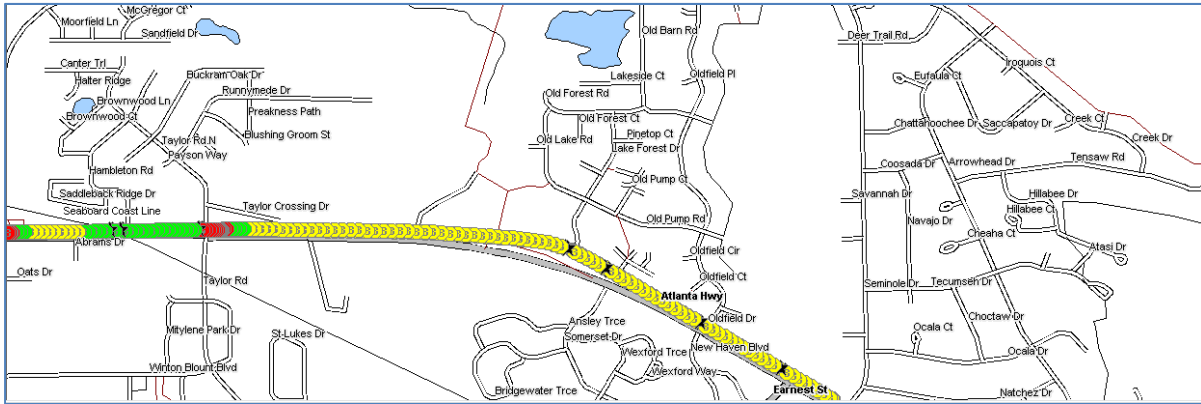 McGregor Ct
Moorfield Ln
Sandfield Dr
Old Barn Rd
Deer Trail Rd
Canter Trl
Halter Ridge
Buckram Oak Dr
Lakeside Ct
Oldfield Pl
Iroquois Ct
Eufaula Ct
Brownwood Ln
Runnymede Dr
Old Forest Rd
Brownwood Ct
Preakness Path
Old Forest Ct
Chattahoochee Dr
Saccapatoy Dr
Creek Ct
Blushing Groom St
Pinetop Ct
Creek Dr
Taylor Rd N
Old Lake Rd
Lake Forest Dr
Payson Way
Coosada Dr
Arrowhead Dr
Tensaw Rd
Hambleton Rd
Old Pump Ct
Saddleback Ridge Dr
Savannah Dr
Hillabee Dr
Seaboard Coast Line
Taylor Crossing Dr
Old Pump Rd
Navajo Dr
Hillabee Ct
Cheaha Ct
Abrams Dr
Oldfield Cir
Atasi Dr
Oats Dr
Taylor Rd
Oldfield Ct
Seminole Dr
Tecumseh Dr
Atlanta Hwy
Choctaw Dr
Ansley Trce
Oldfield Dr
Mitylene Park Dr
St Lukes Dr
Somerset Dr
Ocala Ct
New Haven Blvd
Wexford Trce
Ocala Dr
Winton Blount Blvd
Wexford Way
Bridgewater Trce
Earnest St
Natchez Dr